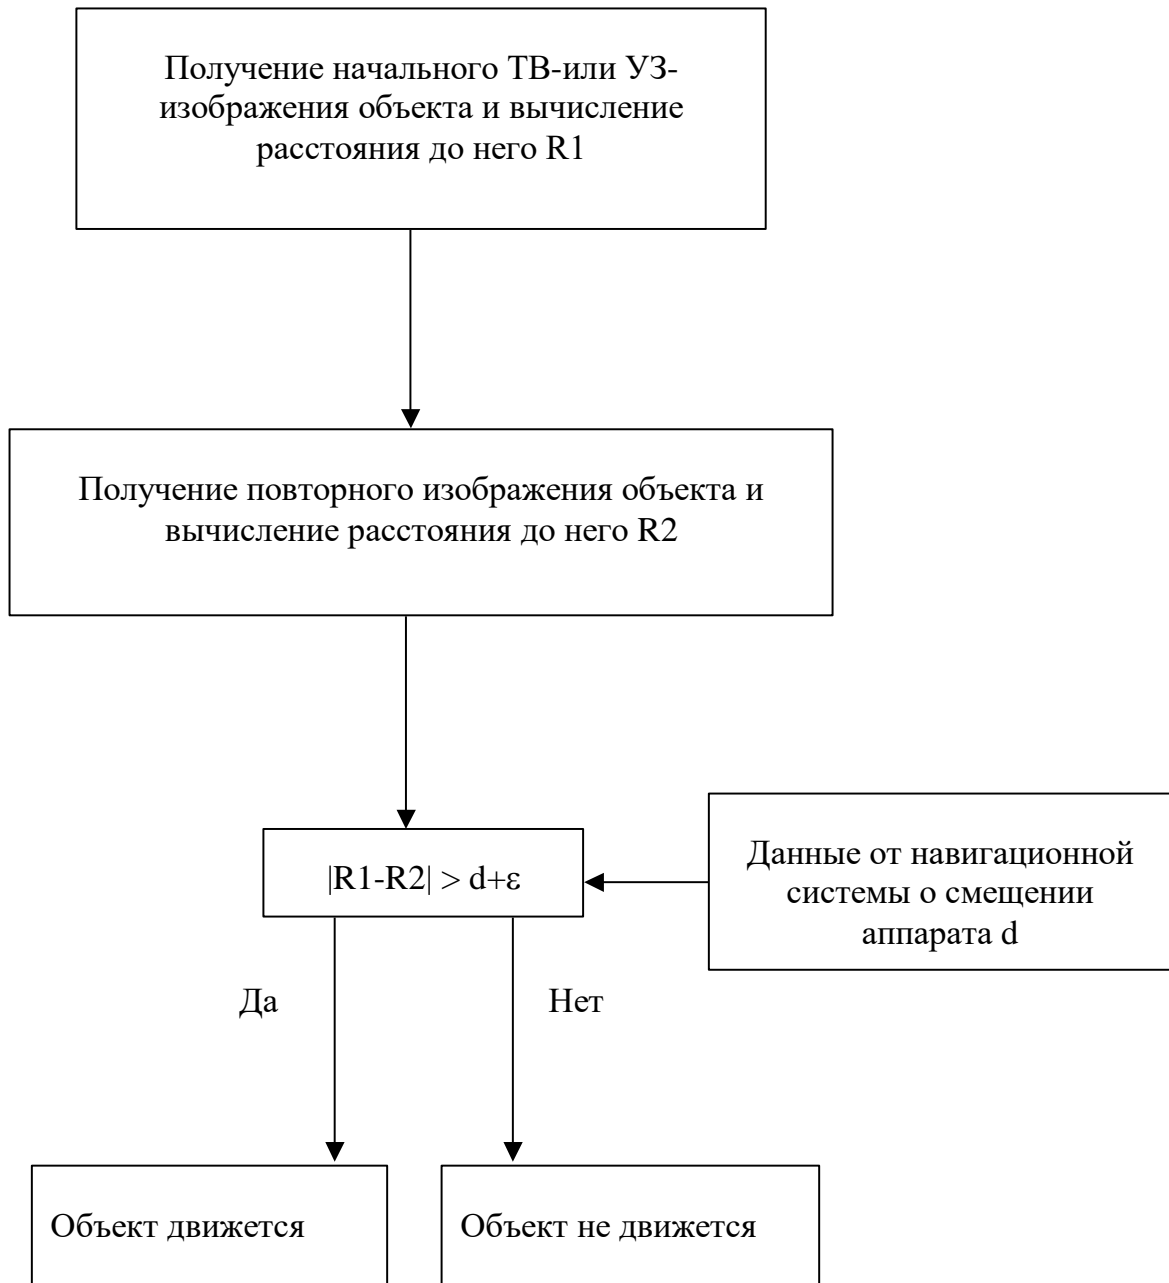 Получение начального ТВ-или УЗ-
изображения объекта и вычисление
расстояния до него R1
Получение повторного изображения объекта и
вычисление расстояния до него R2
|R1-R2| > d+ε
Данные от навигационной
системы о смещении
аппарата d
Да
Нет
Объект движется
Объект не движется